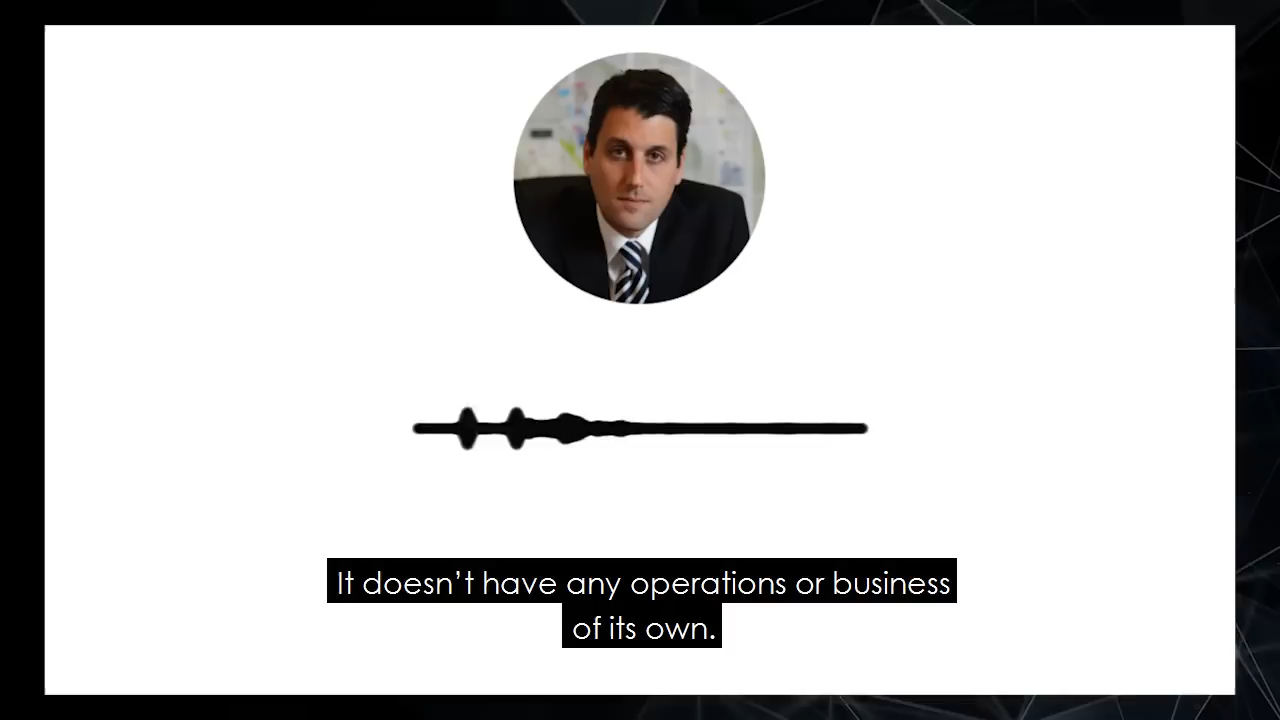 It doesn’t have any operations or business
of its own.